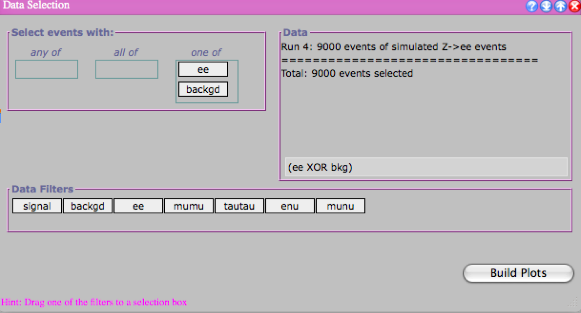 Data Selection
Select events with:
any of all of one of
ee
backgd
Data
Run 4: 9000 events of simulated Z->ee events
==================================
Total: 9000 events selected
(ee XOR bkg)
Data Filters
signal backgd ee mumu tautau enu munu
Build Plots
Hint: Drag one of the filters to a selection box